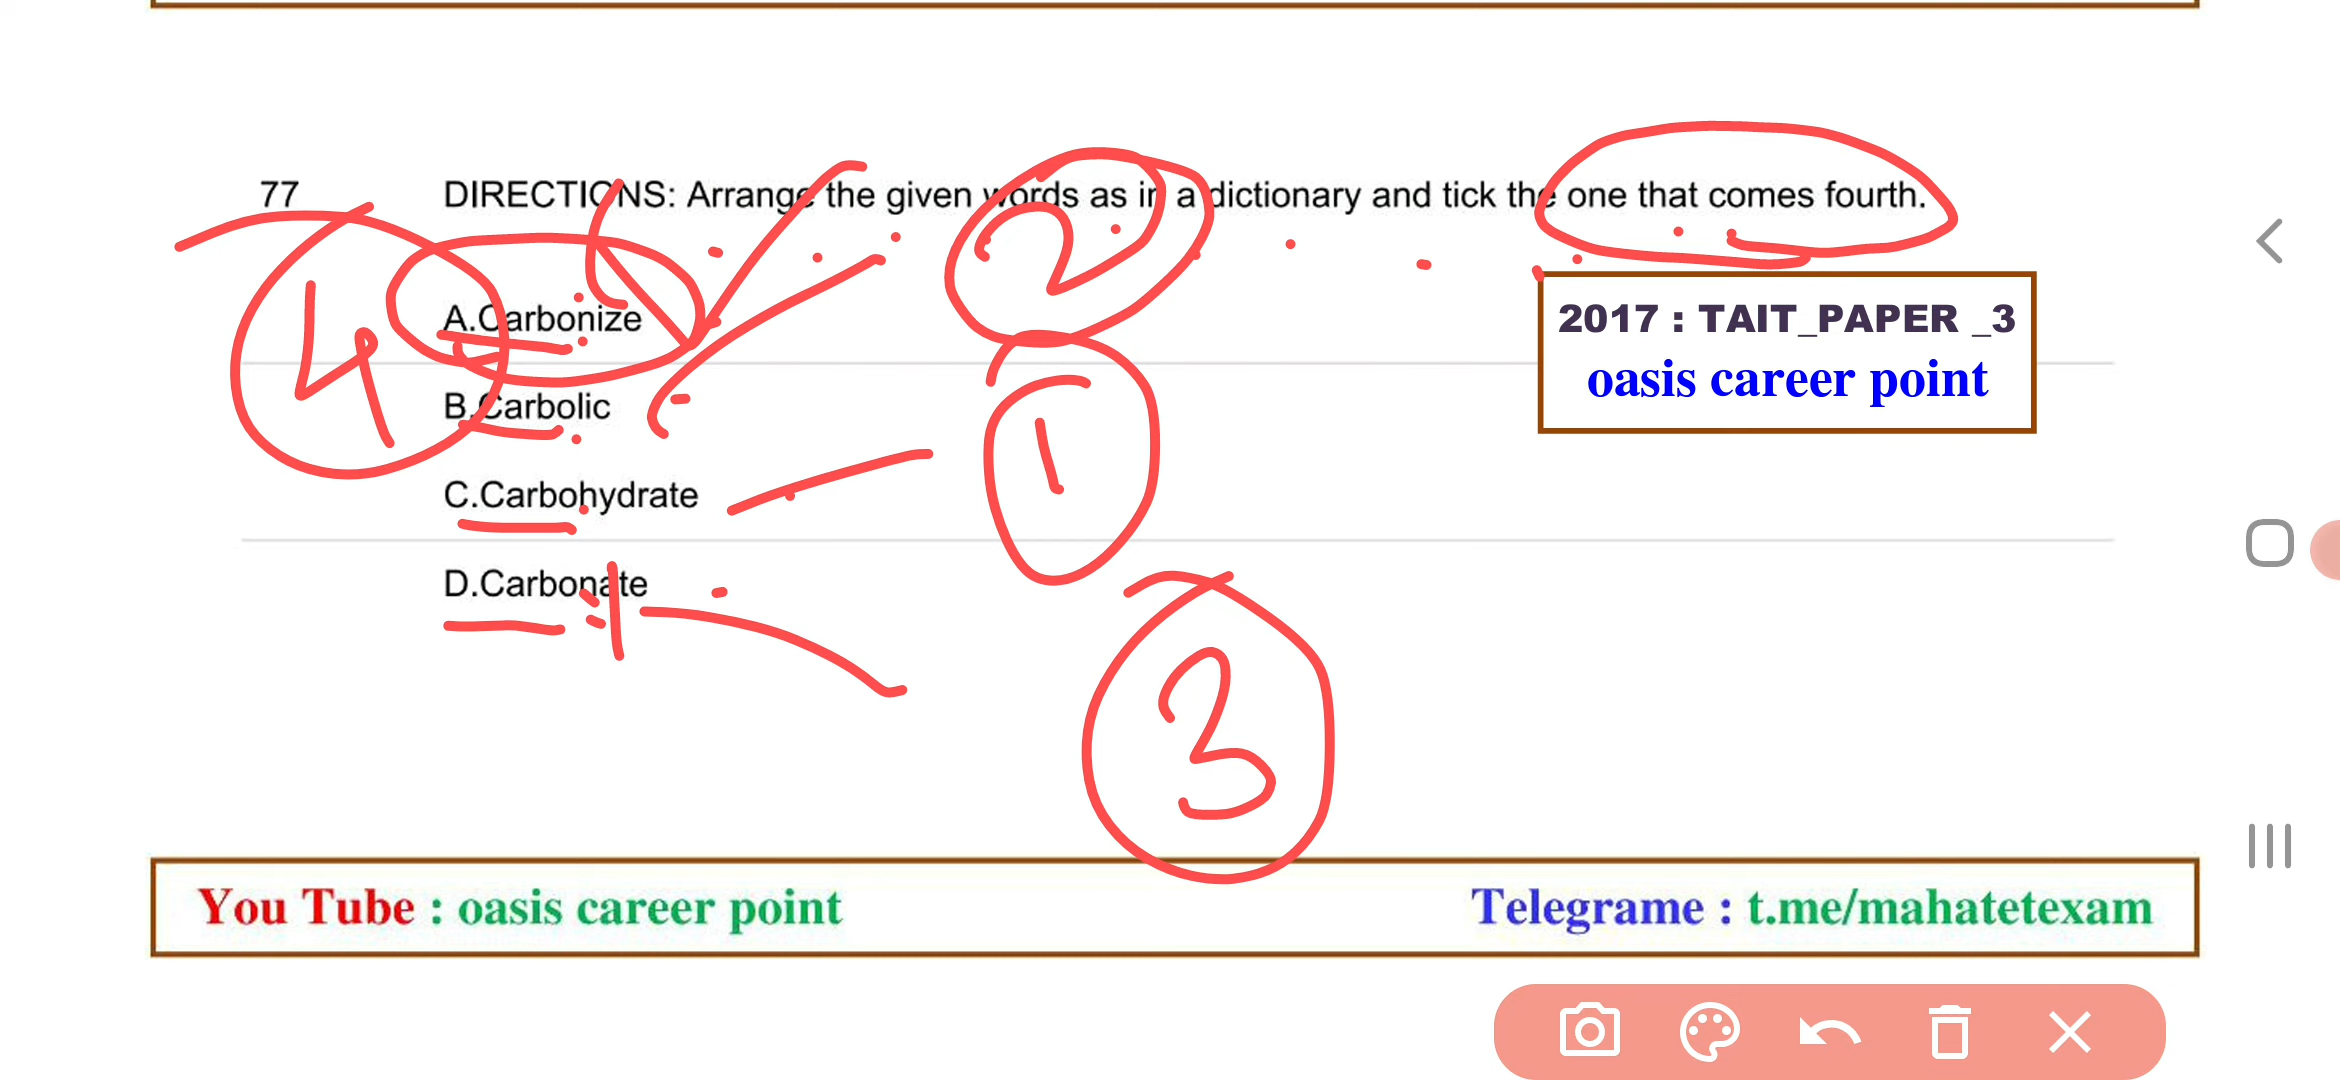 77 DIRECTIONS: Arrange the given words as in a dictionary and tick the one that comes fourth.
2
A.Carbonize
4
2017 : TAIT_PAPER _3
oasis career point
B.Carbolic
1
C.Carbohydrate
D.Carbonate
3
You Tube : oasis career point
Telegrame : t.me/mahatetexam